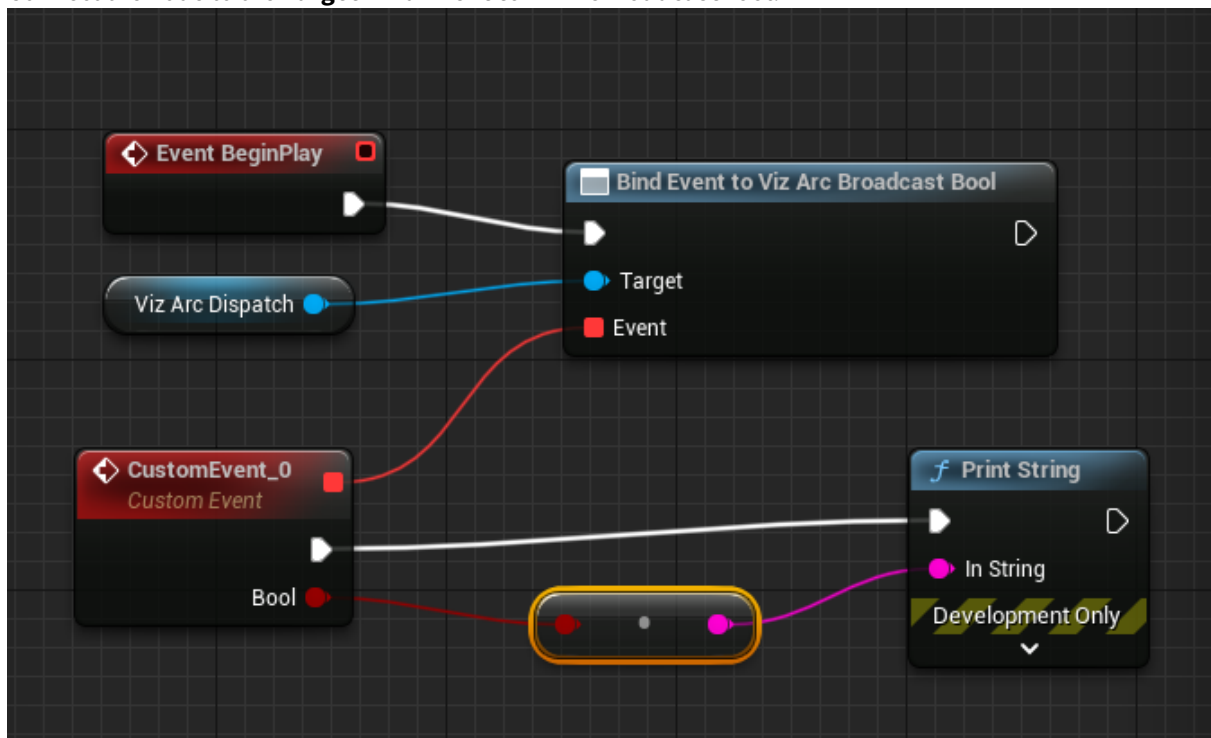 Event BeginPlay
Bind Event to Viz Arc Broadcast Bool
Target
Viz Arc Dispatch
Event
CustomEvent_0
Custom Event
Print String
In String
Bool
Development Only